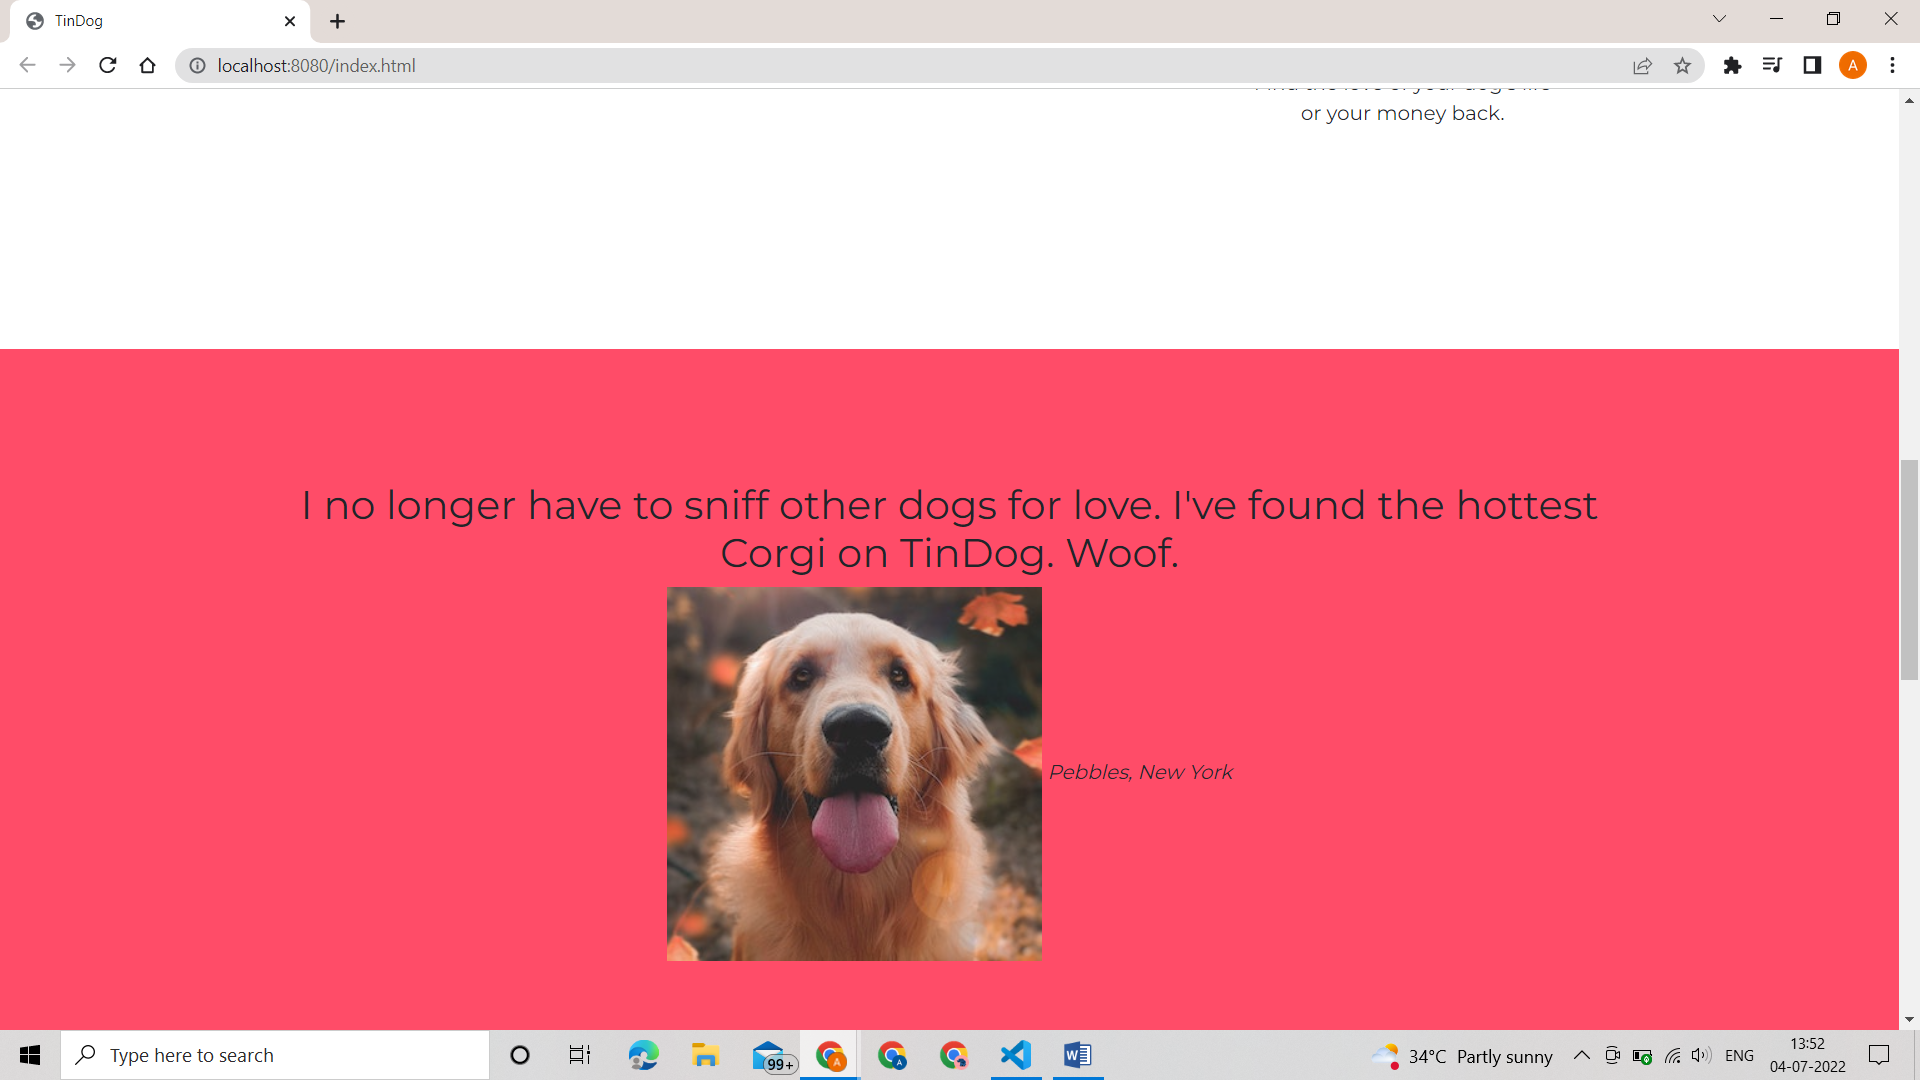 TinDog
localhost:8080/index.html
or your money back.
I no longer have to sniff other dogs for love. I've found the hottest
Corgi on TinDog. Woof.
Pebbles, New York
Type here to search
99+
34°C Partly sunny
ENG
13:52
04-07-2022
A